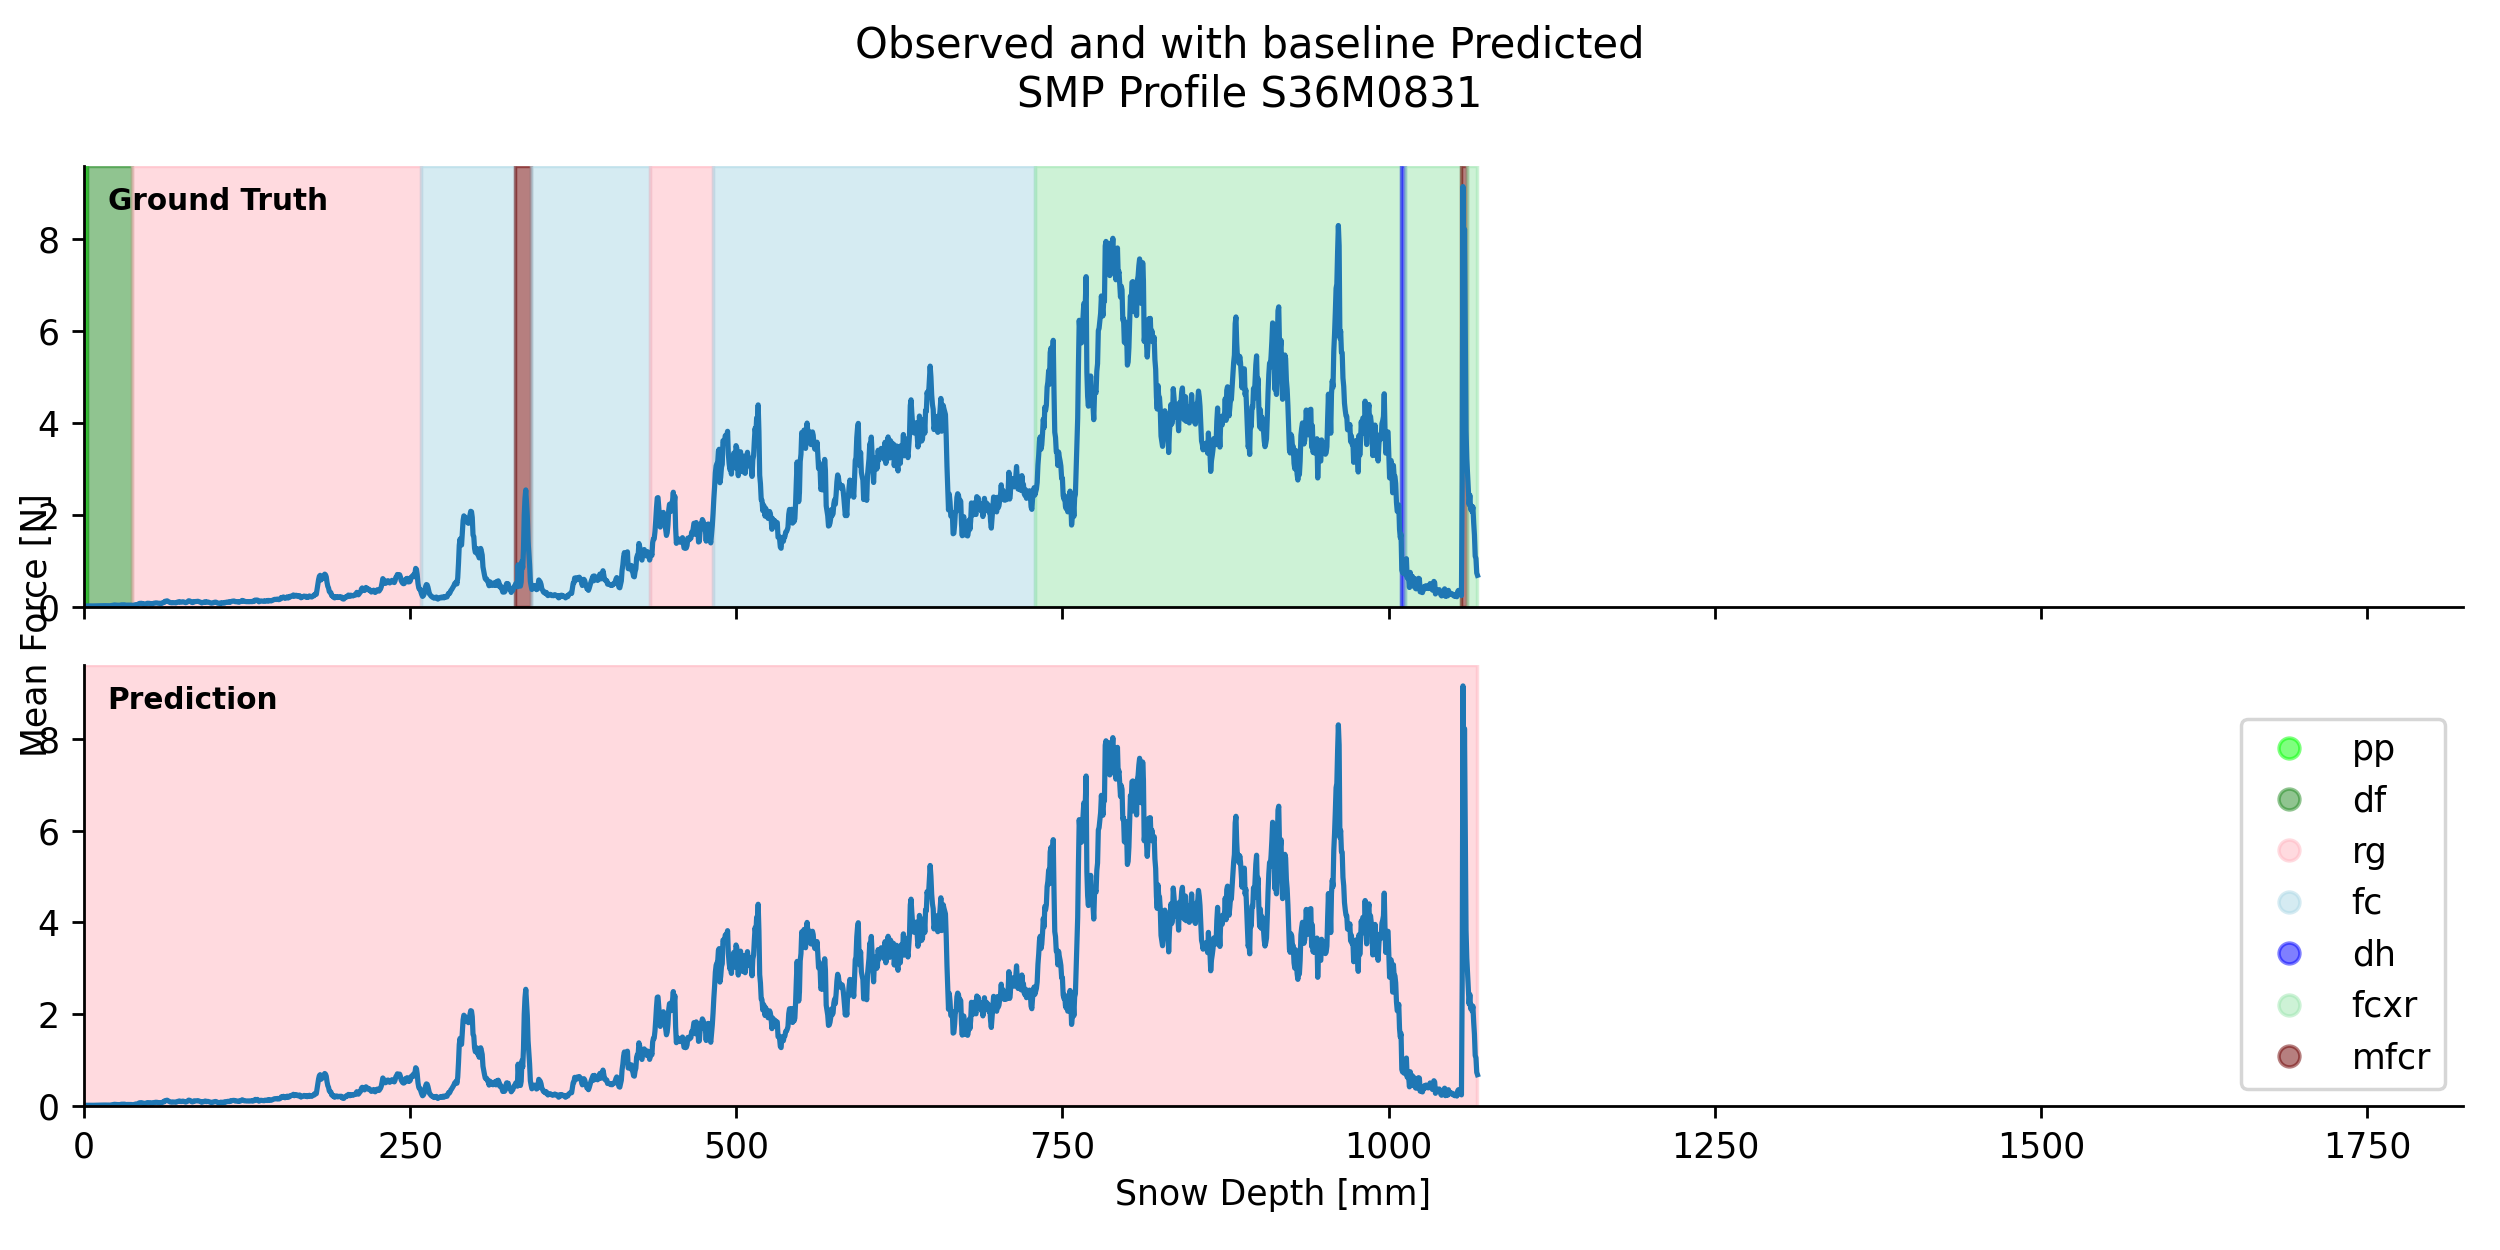 Observed and with baseline Predicted
SMP Profile S36M0831
Ground Truth
8
6
4
2
0
Mean Force [N]
Prediction
8
6
4
2
0
0 250 500 750 1000 1250 1500 1750
Snow Depth [mm]
pp
df
rg
fc
dh
fcxr
mfcr